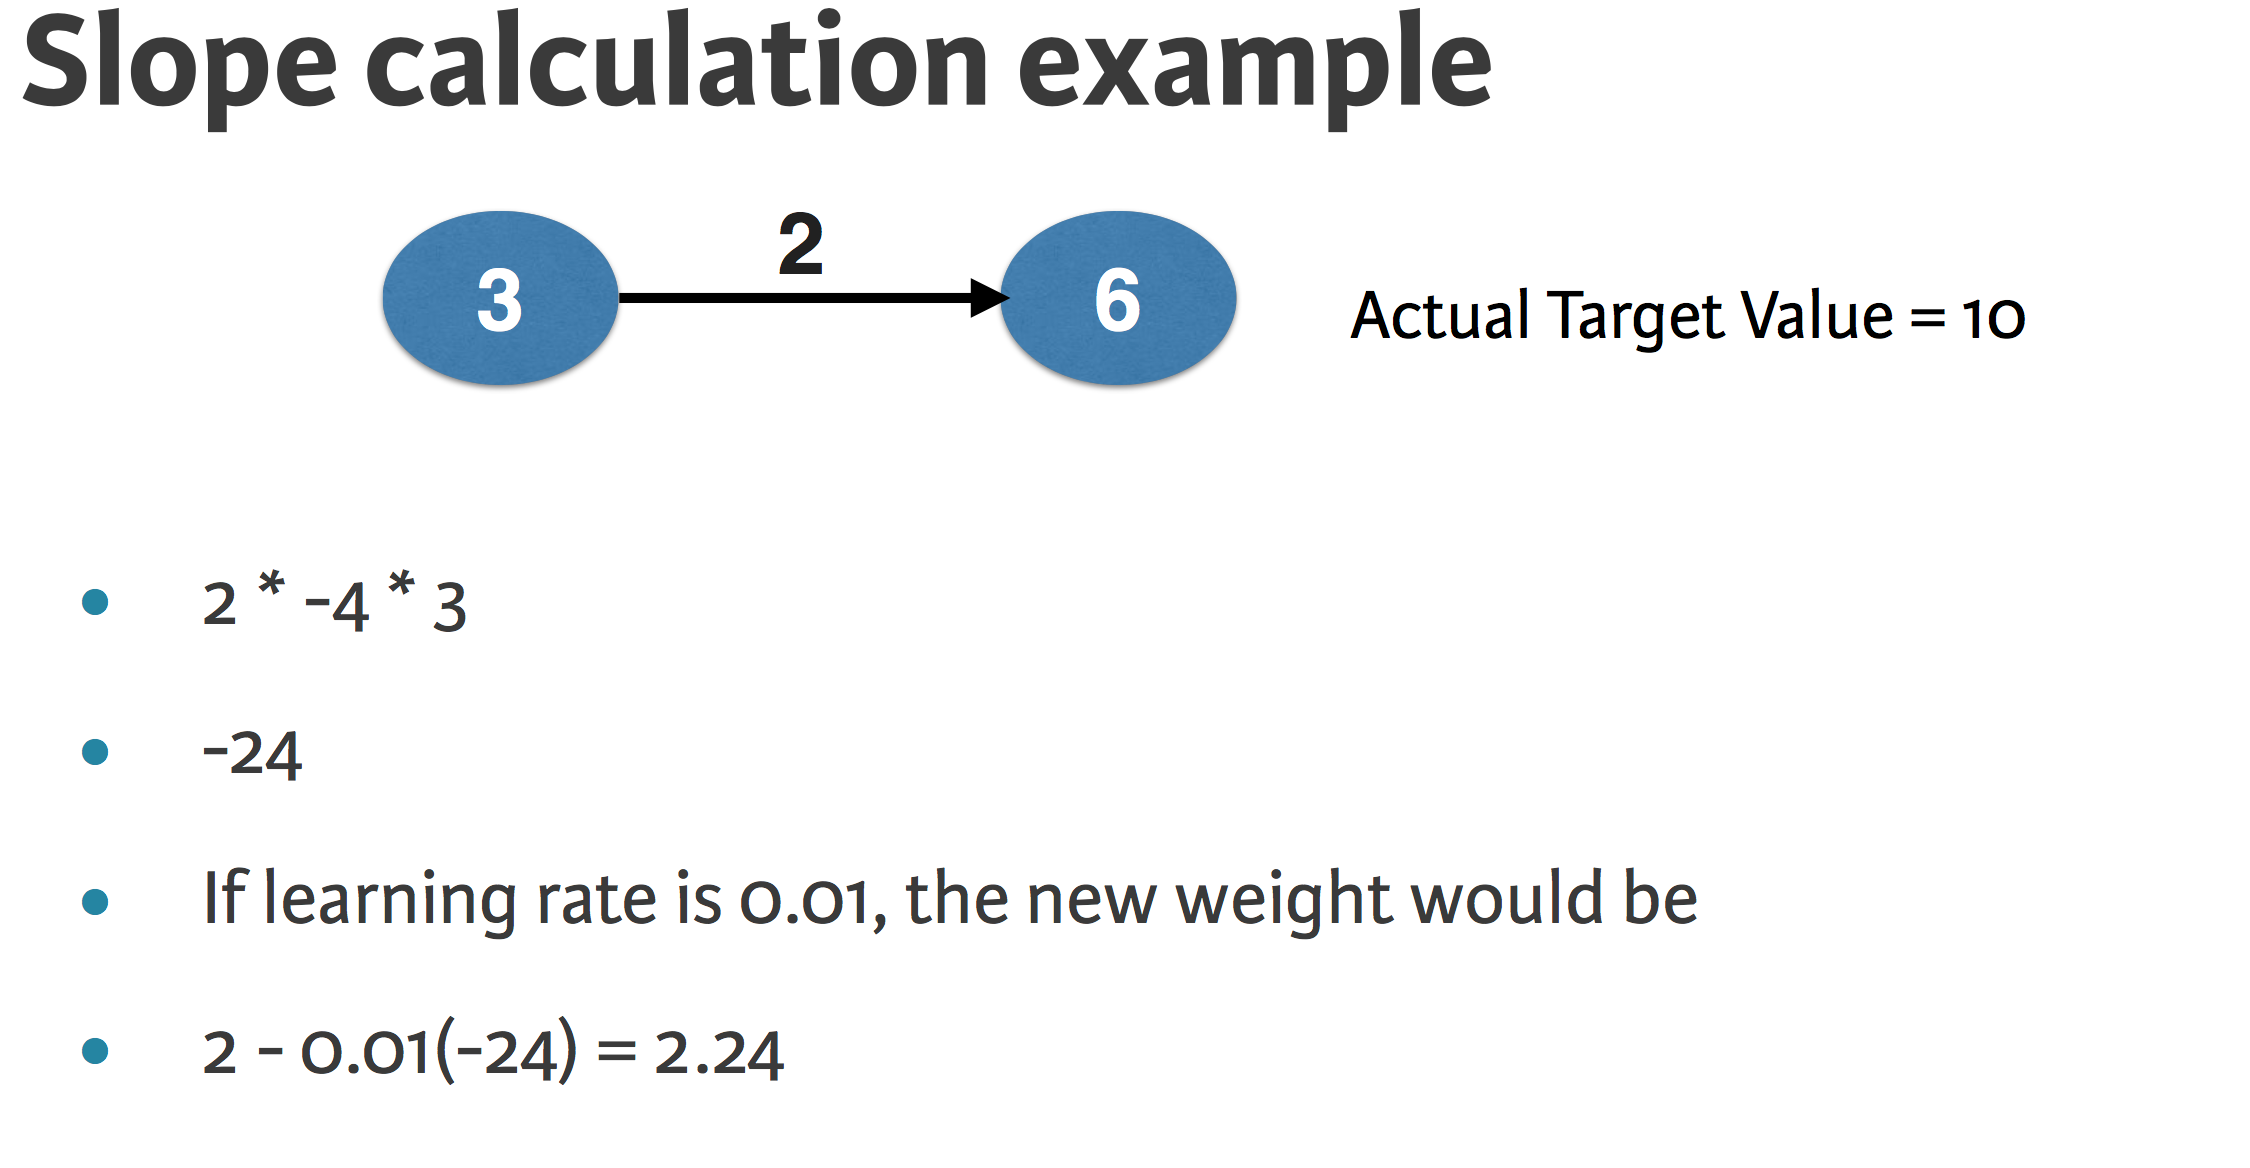 Slope calculation example
2
3
6
Actual Target Value = 10
• 2 * -4 * 3
• -24
• If learning rate is 0.01, the new weight would be
• 2 - 0.01(-24) = 2.24